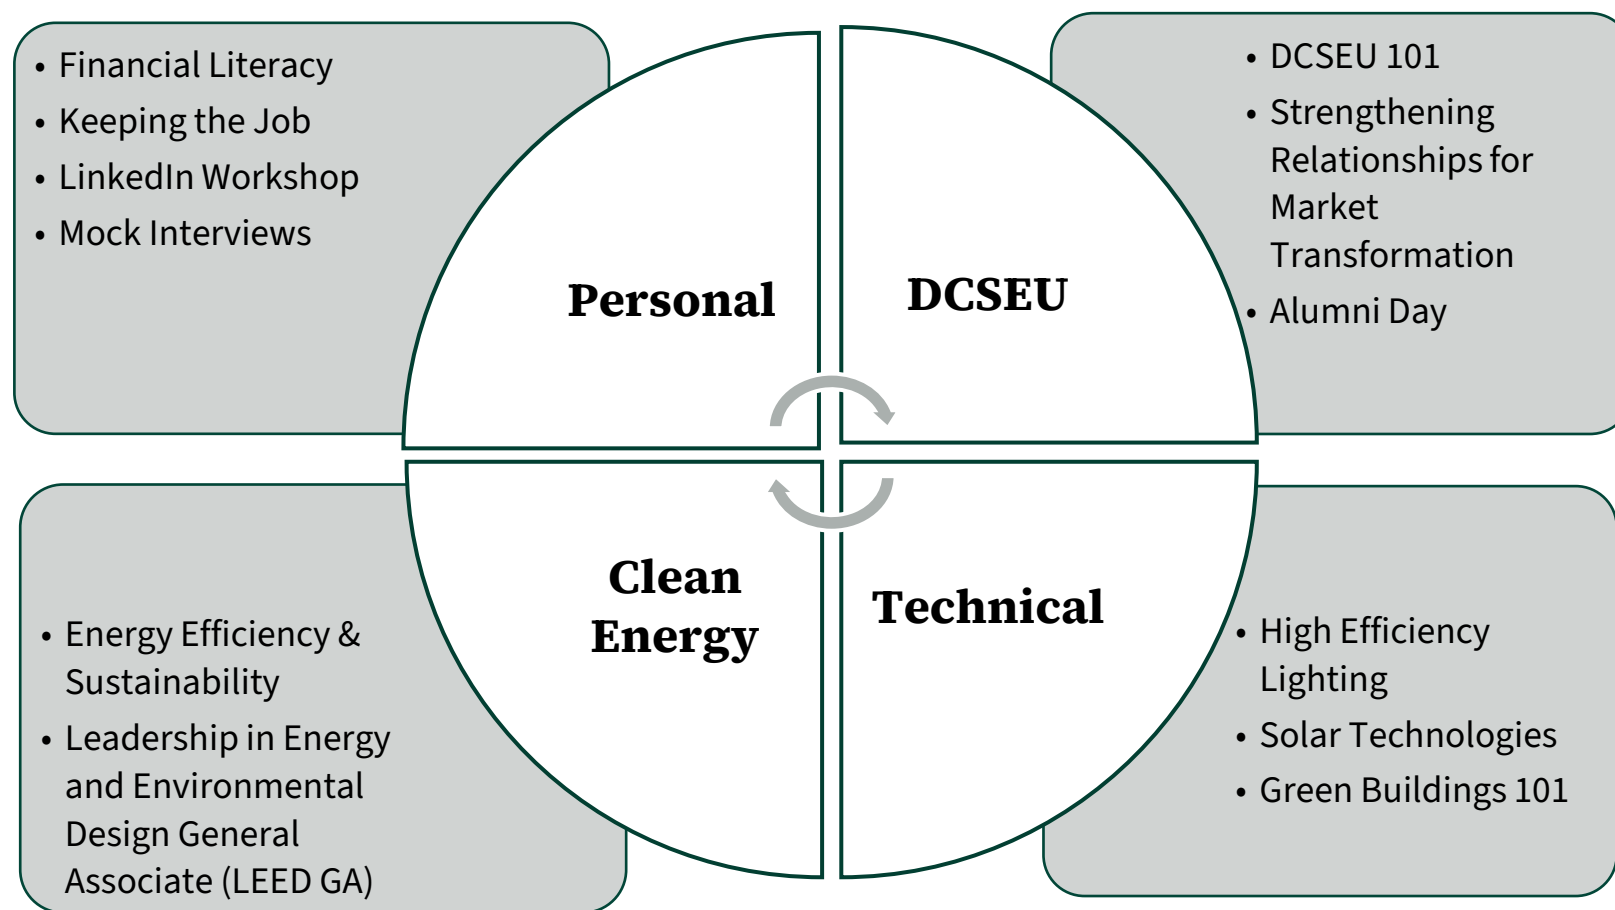 • Financial Literacy
• Keeping the Job
• LinkedIn Workshop
• Mock Interviews
Personal
DCSEU
• DCSEU 101
• Strengthening
Relationships for
Market
Transformation
• Alumni Day
Clean
Energy
• Energy Efficiency &
Sustainability
• Leadership in Energy
and Environmental
Design General
Associate (LEED GA)
Technical
• High Efficiency
Lighting
• Solar Technologies
• Green Buildings 101